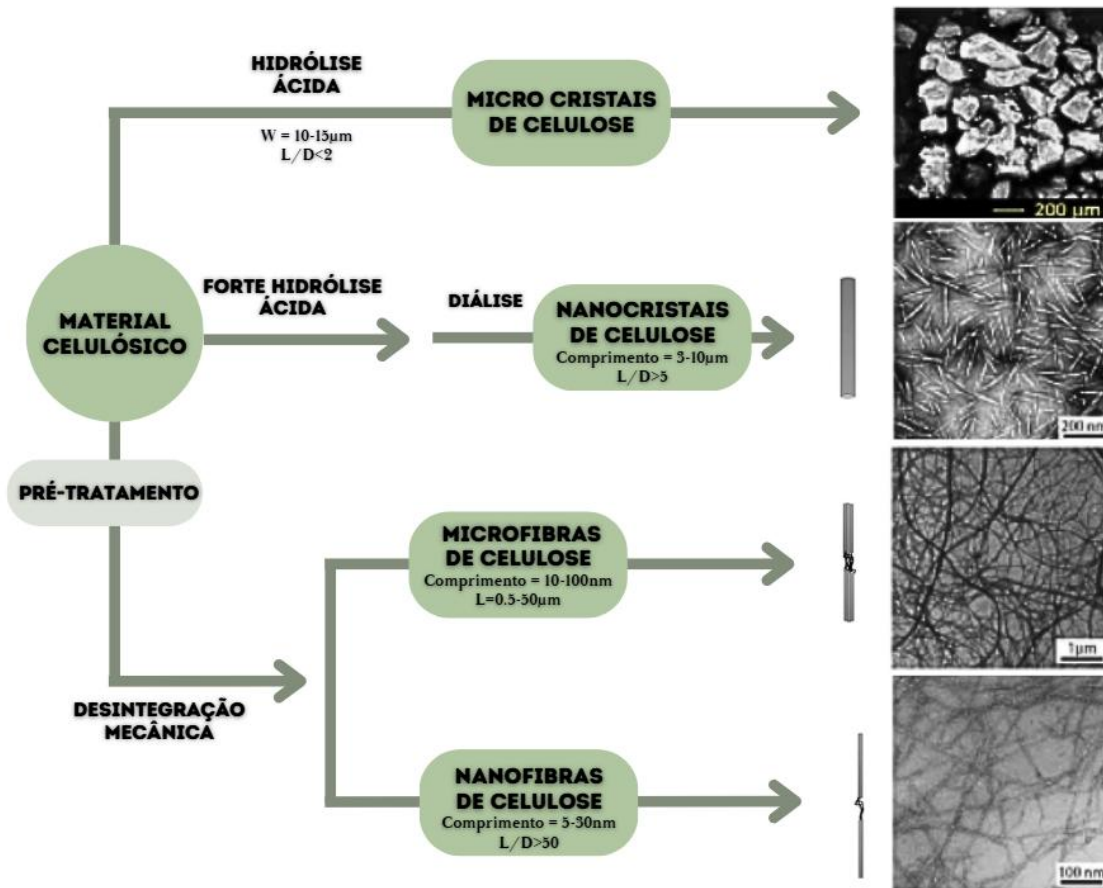 HIDRÓLISE
ÁCIDA
W = 10-15µm
L/D<2
MICRO CRISTAIS
DE CELULOSE
200 µm
MATERIAL
CELULÓSICO
FORTE HIDRÓLISE
ÁCIDA
DIÁLISE
NANOCRISTAIS
DE CELULOSE
Comprimento = 3-10µm
L/D>5
200 nm
PRÉ-TRATAMENTO
MICROFIBRAS
DE CELULOSE
Comprimento = 10-100nm
L=0.5-50µm
1µm
DESINTEGRAÇÃO
MECÂNICA
NANOFIBRAS
DE CELULOSE
Comprimento = 5-30nm
L/D>50
100 nm